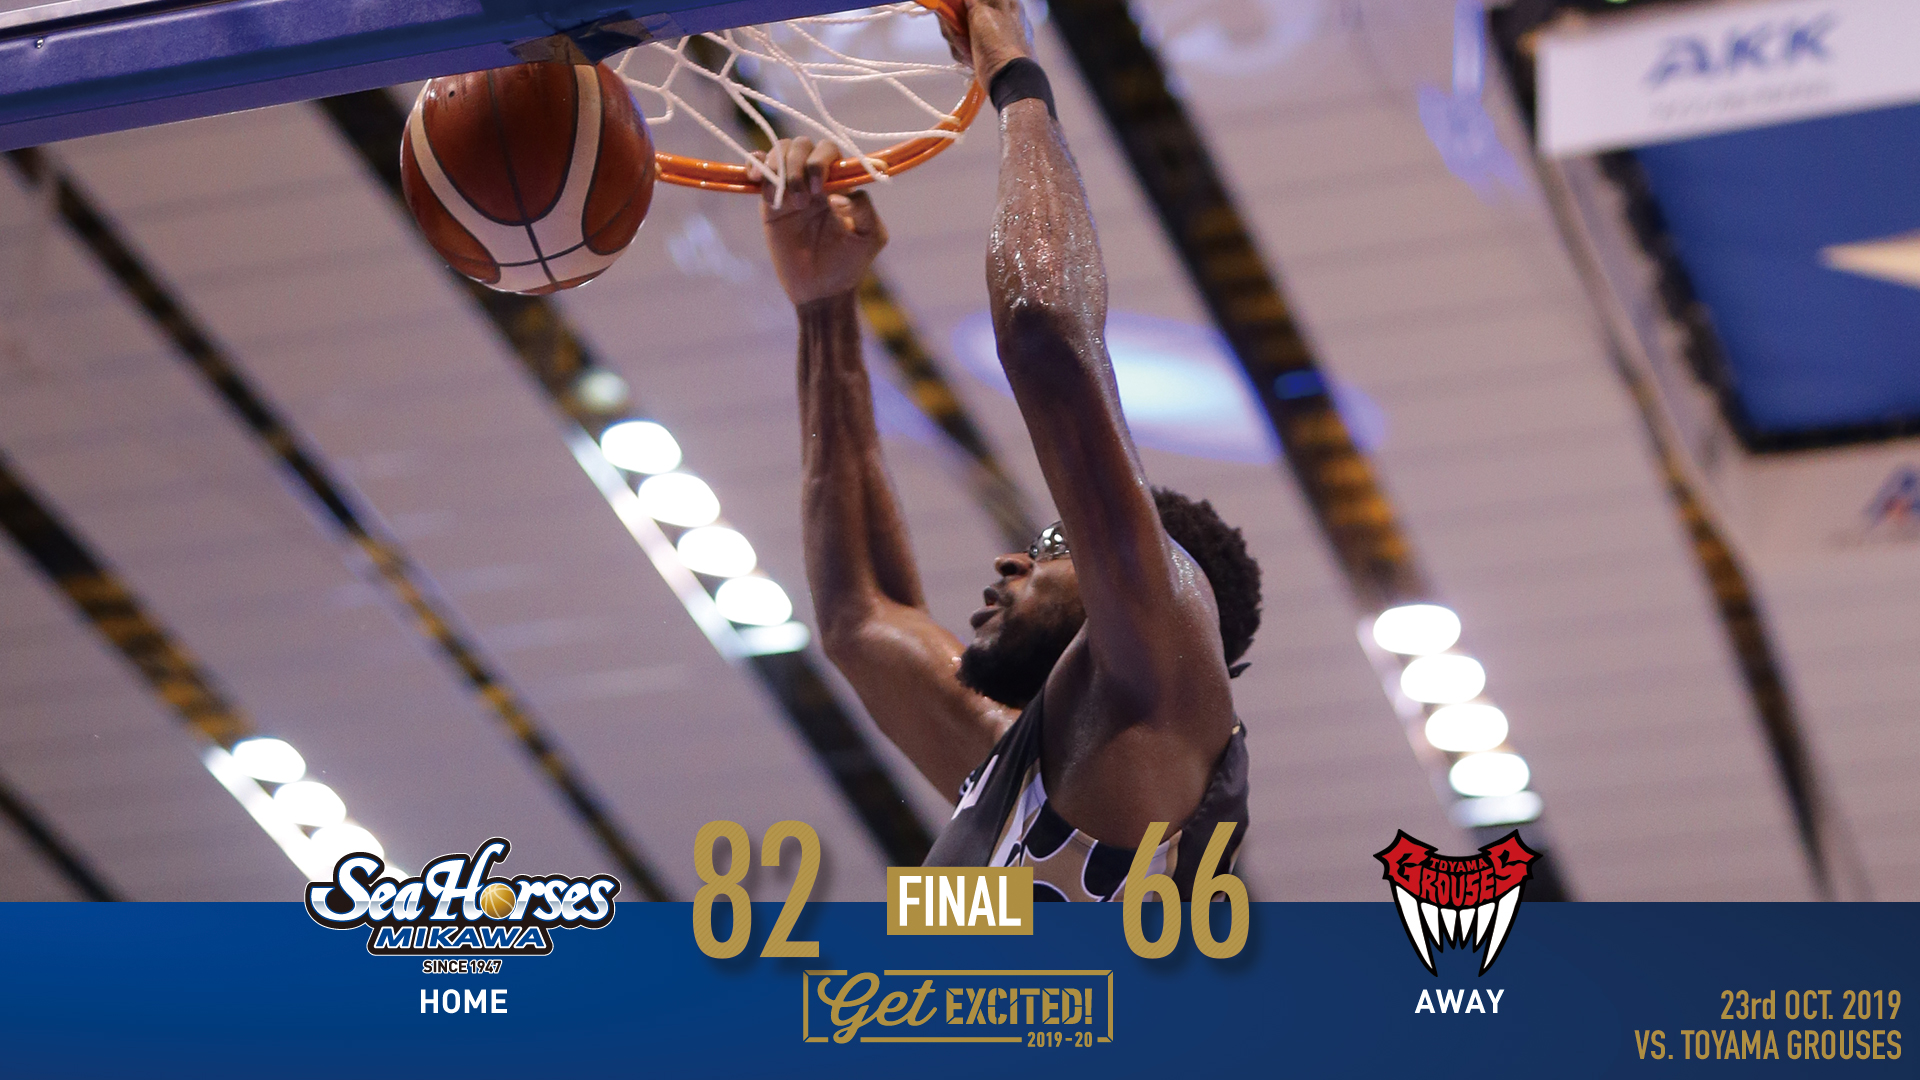 AKK
SeaHorses
MIKAWA
SINCE 1947
HOME
82
FINAL
66
TOYAMA
GROUSES
AWAY
Get EXCITED!
2019-20
23rd OCT. 2019
VS. TOYAMA GROUSES